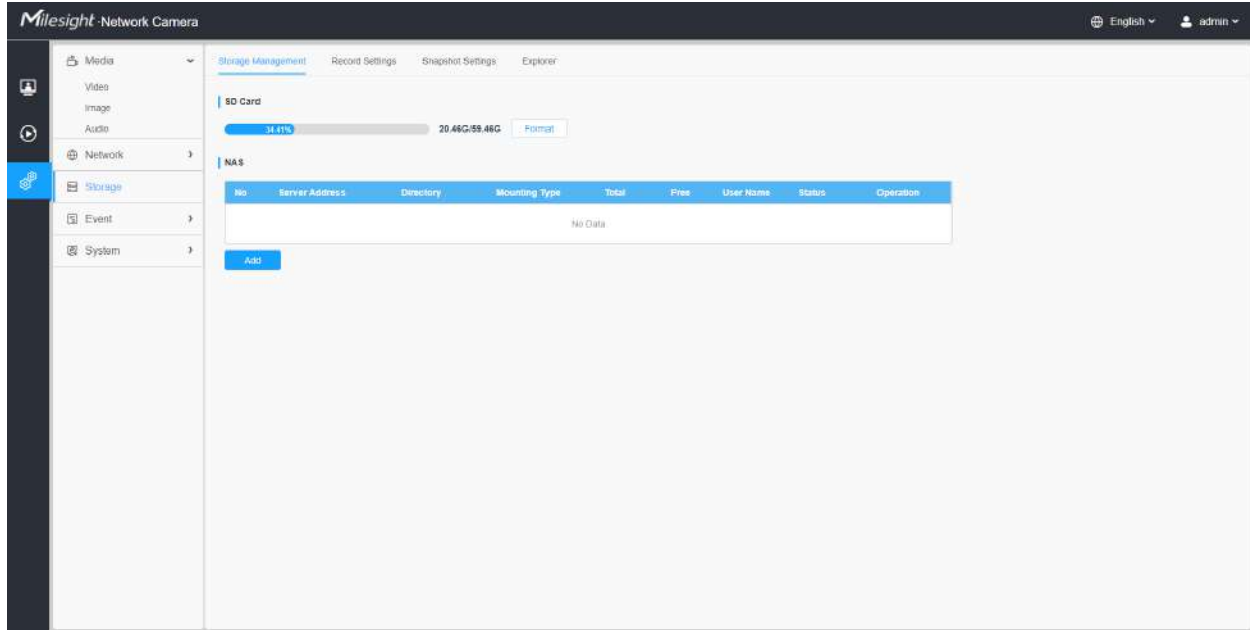 Milesight-Network Camera
English
admin
Media
Video
Image
Audio
Network
Storage
Event
System
Storage Management Record Settings Snapshot Settings Explorer
SD Card
34.41% 20.46G/59.46G Format
NAS
No Server Address Directory Mounting Type Total Free User Name Status Operation
No Data
Add